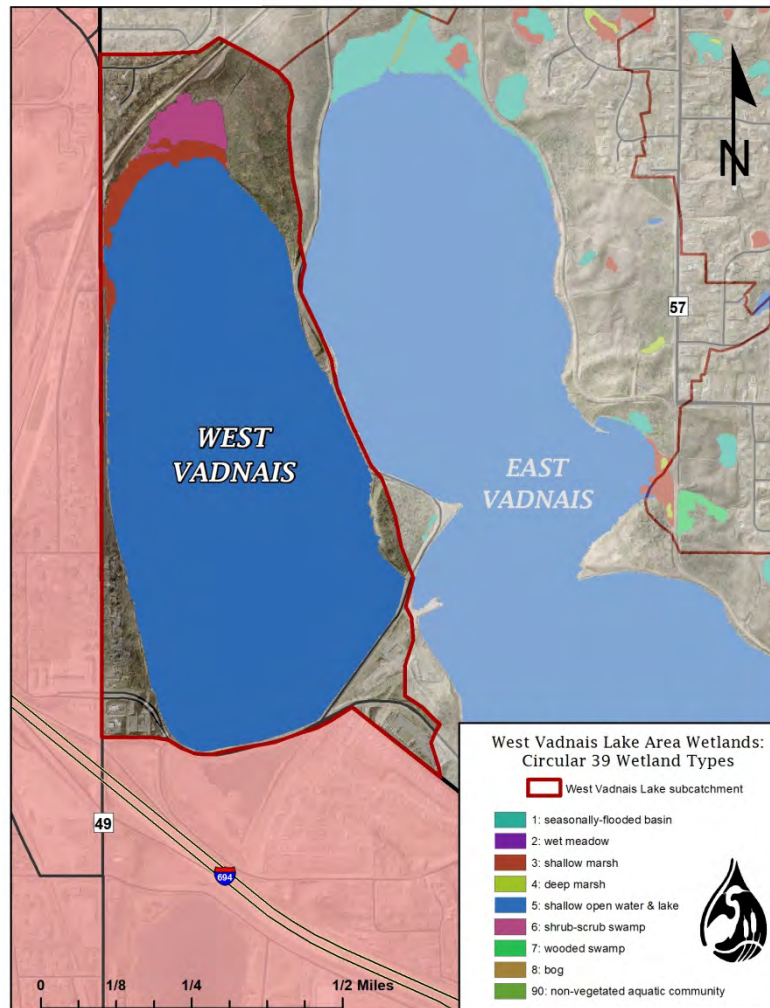 N
57
WEST
VADNAIS
EAST
VADNAIS
49
694
West Vadnais Lake Area Wetlands:
Circular 39 Wetland Types
West Vadnais Lake subcatchment
1: seasonally-flooded basin
2: wet meadow
3: shallow marsh
4: deep marsh
5: shallow open water & lake
6: shrub-scrub swamp
7: wooded swamp
8: bog
90: non-vegetated aquatic community
0 1/8 1/4 1/2 Miles